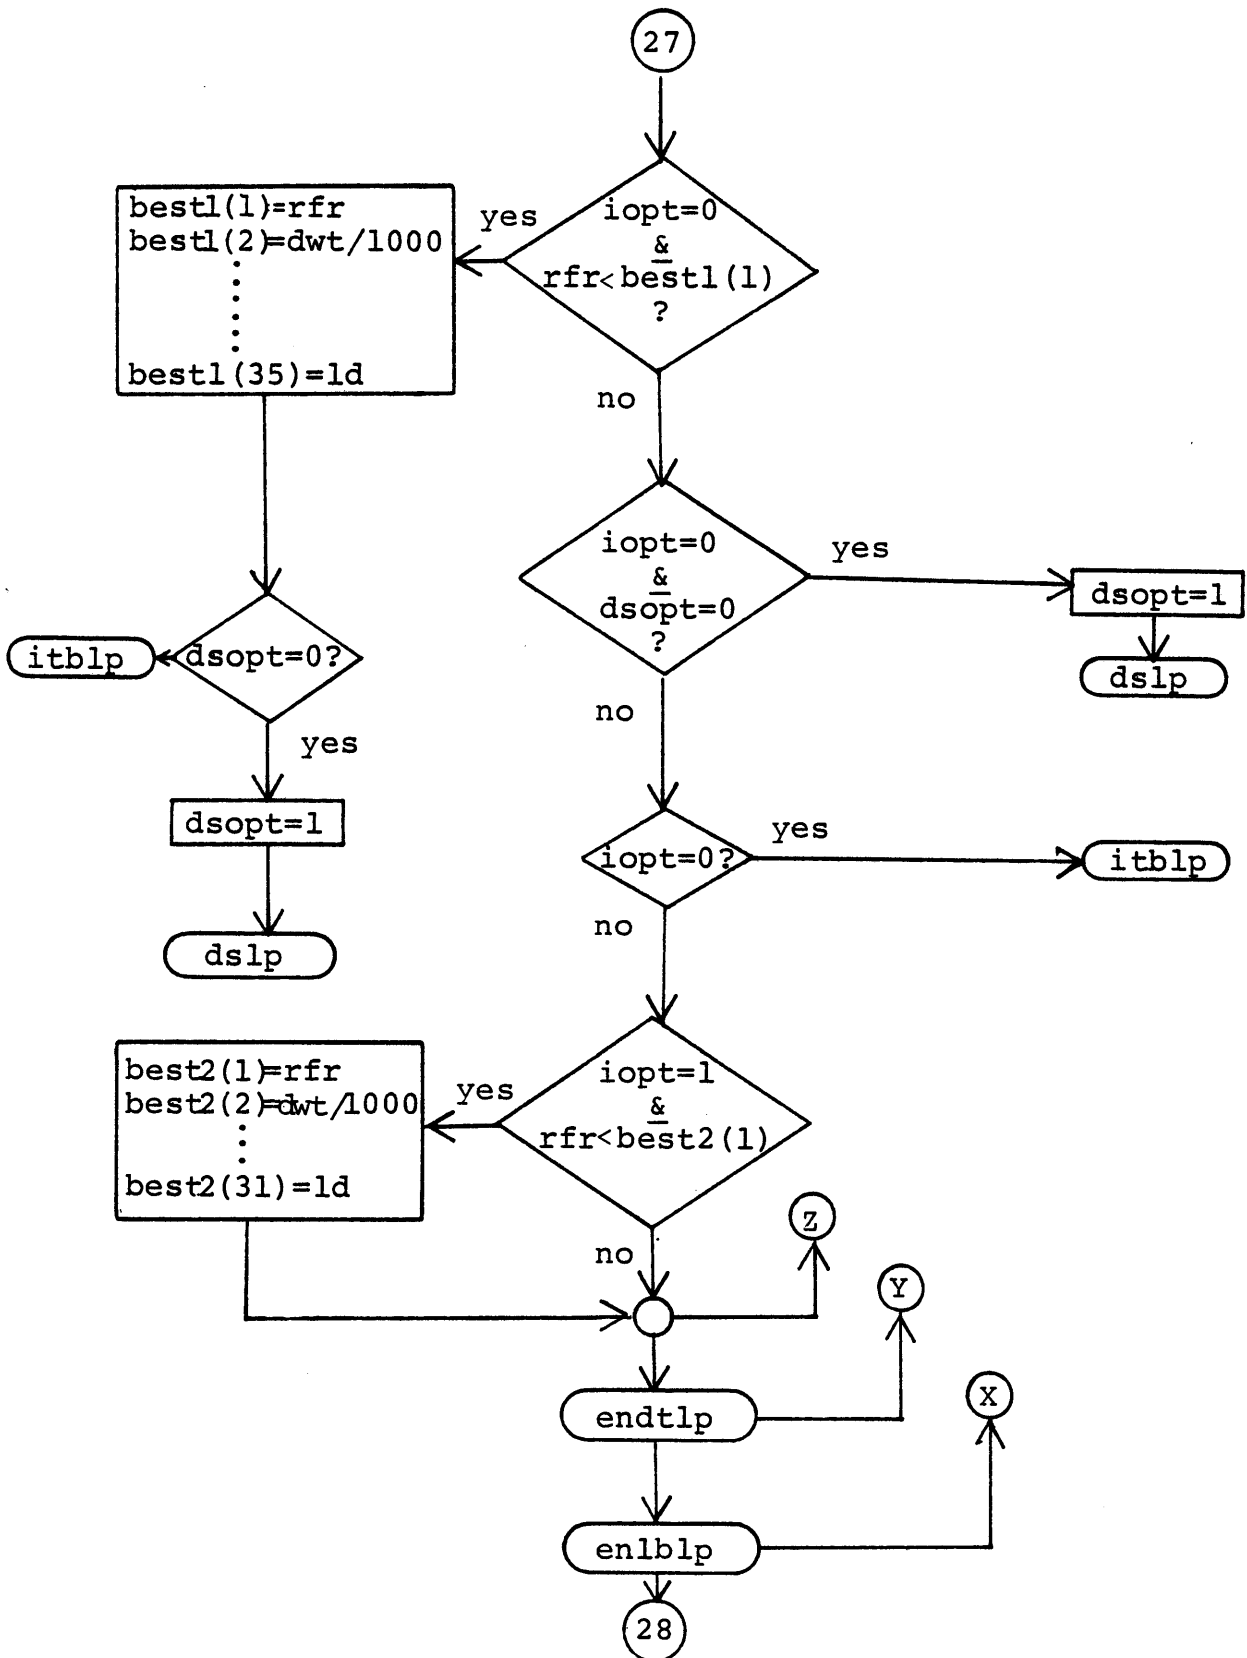 27
iopt=0
&
rfr<best1(1)
?
yes
best1(1)=rfr
best1(2)=dwt/1000
best1(35)=ld
no
iopt=0
&
dsopt=0
?
yes
dsopt=1
dslp
dsopt=0?
itblp
yes
dsopt=1
dslp
no
iopt=0?
yes
itblp
no
iopt=1
&
rfr<best2(1)
yes
best2(1)=rfr
best2(2)=dwt/1000
best2(31)=ld
no
Z
Y
endtlp
X
enlblp
28